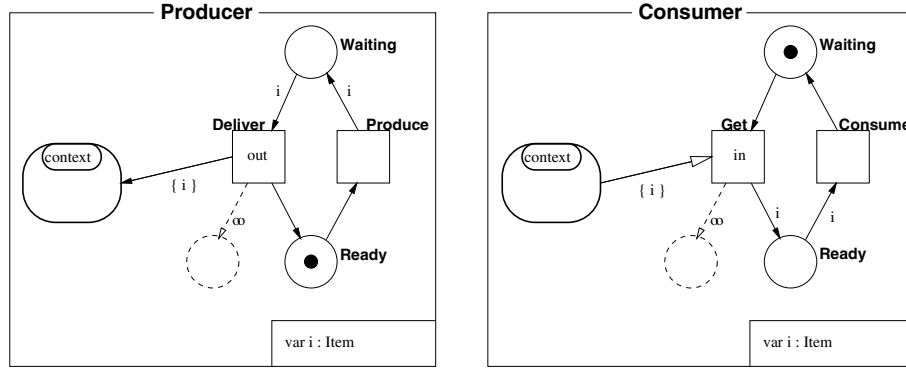 Producer
Waiting
i
i
Deliver
Produce
context
out
{ i }
∞
Ready
var i : Item
Consumer
Waiting
Get
Consume
context
in
{ i }
∞
i
i
Ready
var i : Item